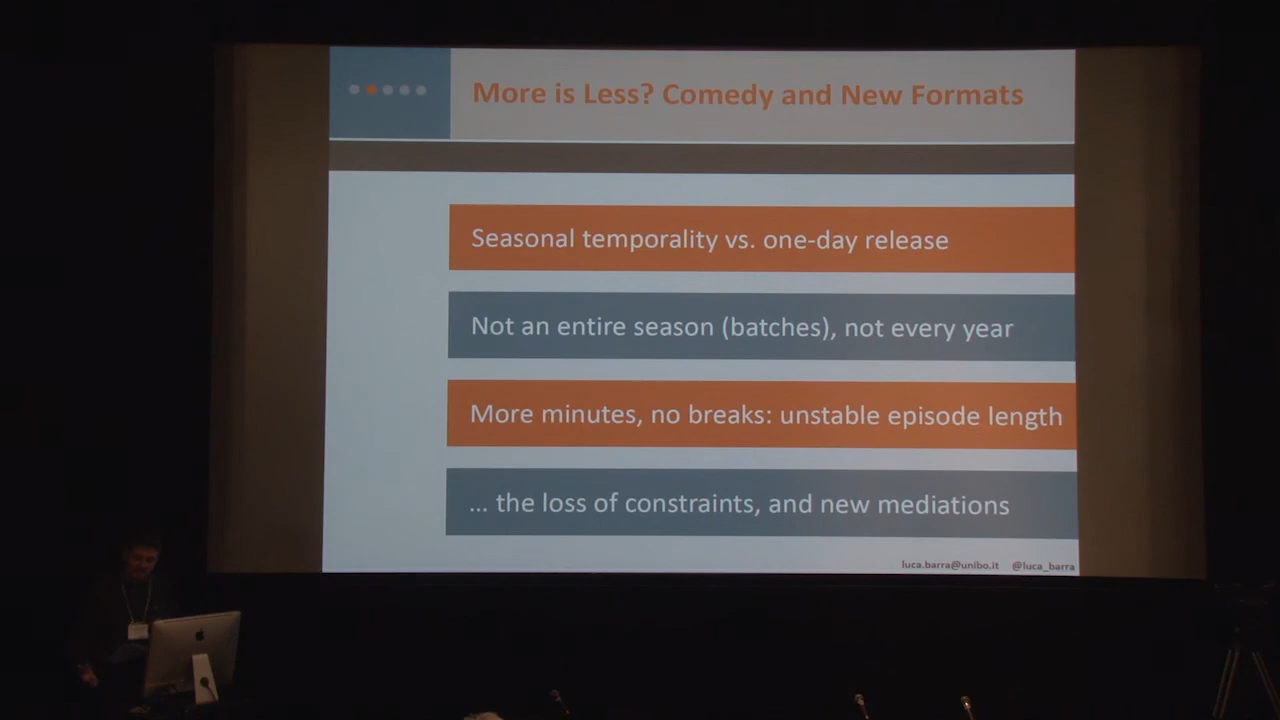 More is Less? Comedy and New Formats
Seasonal temporality vs. one-day release
Not an entire season (batches), not every year
More minutes, no breaks: unstable episode length
... the loss of constraints, and new mediations
luca.barra@unibo.it @luca_barra